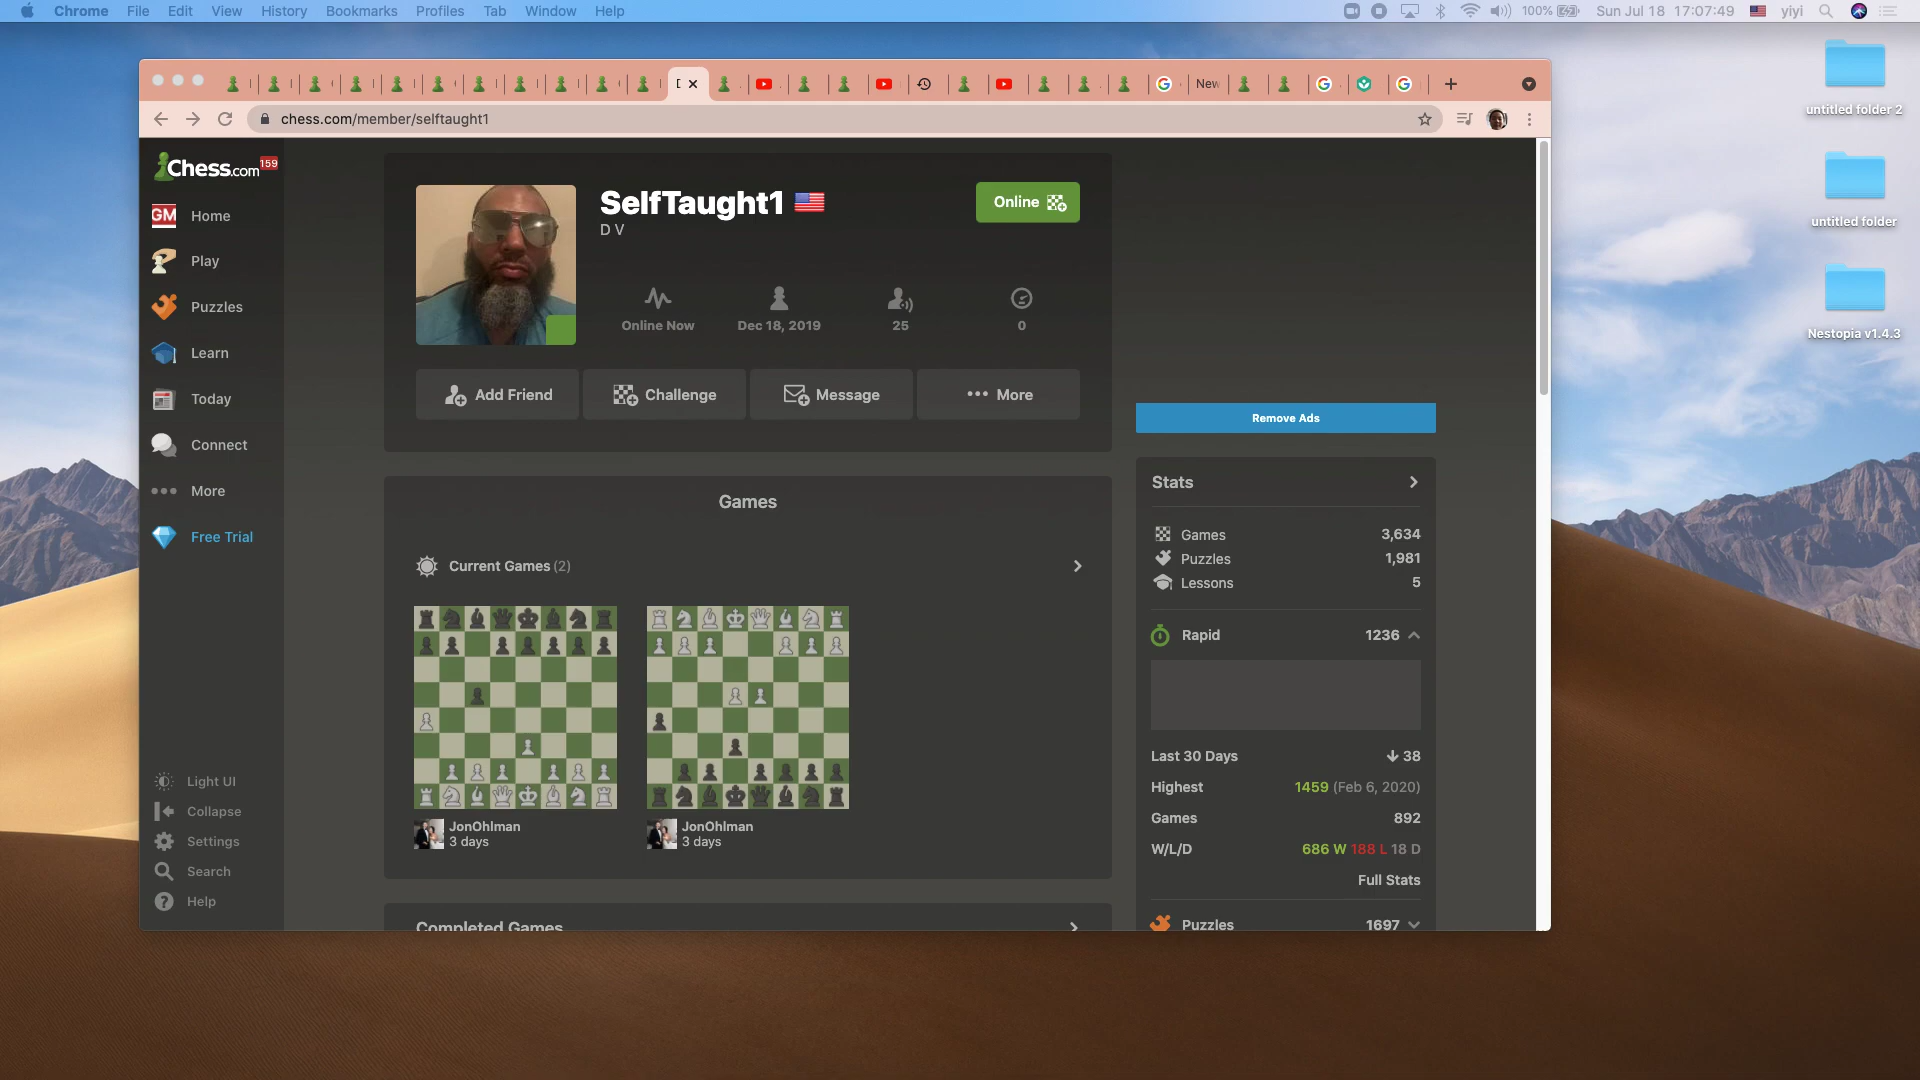 Chrome File Edit View History Bookmarks Profiles Tab Window Help
100% Sun Jul 18 17:07:49 yiyi
New
chess.com/member/selftaught1
untitled folder 2
untitled folder
Nestopia v1.4.3
Chess.com 159
GM Home
Play
Puzzles
Learn
Today
Connect
More
Free Trial
Light UI
Collapse
Settings
Search
Help
SelfTaught1
D V
Online
Online Now
Dec 18, 2019
25
0
Add Friend
Challenge
Message
More
Games
Current Games (2)
JonOhlman
3 days
JonOhlman
3 days
Completed Games
Remove Ads
Stats
Games 3,634
Puzzles 1,981
Lessons 5
Rapid 1236
Last 30 Days 38
Highest 1459 (Feb 6, 2020)
Games 892
W/L/D 686 W 188 L 18 D
Full Stats
Puzzles 1697